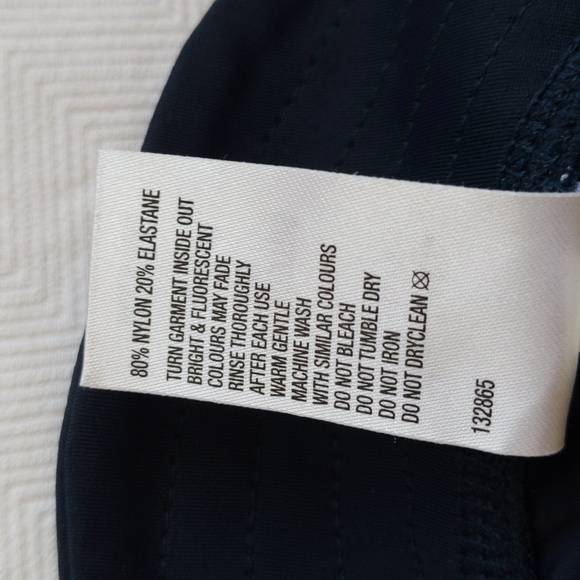 80% NYLON 20% ELASTANE
TURN GARMENT INSIDE OUT
BRIGHT & FLUORESCENT
COLOURS MAY FADE
RINSE THOROUGHLY
AFTER EACH USE
WARM GENTLE
MACHINE WASH
WITH SIMILAR COLOURS
DO NOT BLEACH
DO NOT TUMBLE DRY
DO NOT IRON
DO NOT DRYCLEAN
132865